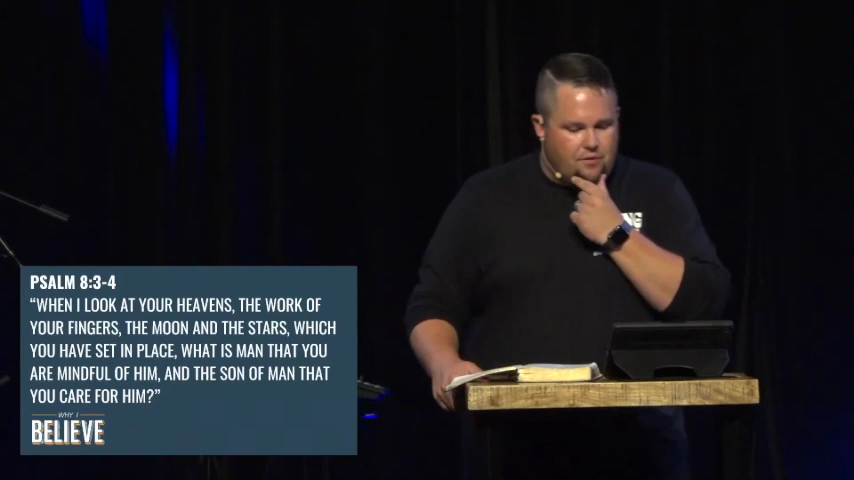 PSALM 8:3-4
“WHEN I LOOK AT YOUR HEAVENS, THE WORK OF
YOUR FINGERS, THE MOON AND THE STARS, WHICH
YOU HAVE SET IN PLACE, WHAT IS MAN THAT YOU
ARE MINDFUL OF HIM, AND THE SON OF MAN THAT
YOU CARE FOR HIM?”
WHY I
BELIEVE